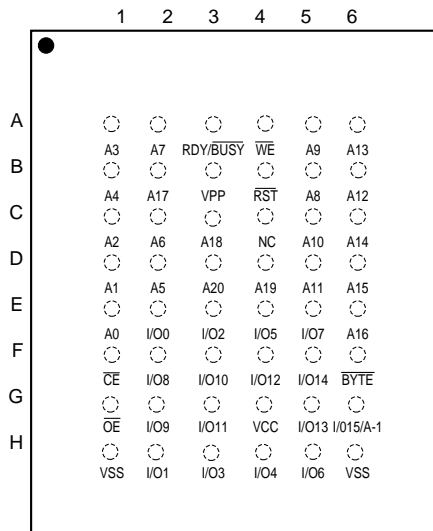 1 2 3 4 5 6
A
A3 A7 RDY/BUSY WE A9 A13
B
A4 A17 VPP RST A8 A12
C
A2 A6 A18 NC A10 A14
D
A1 A5 A20 A19 A11 A15
E
A0 I/O0 I/O2 I/O5 I/O7 A16
F
CE I/O8 I/O10 I/O12 I/O14 BYTE
G
OE I/O9 I/O11 VCC I/O13 I/015/A-1
H
VSS I/O1 I/O3 I/O4 I/O6 VSS